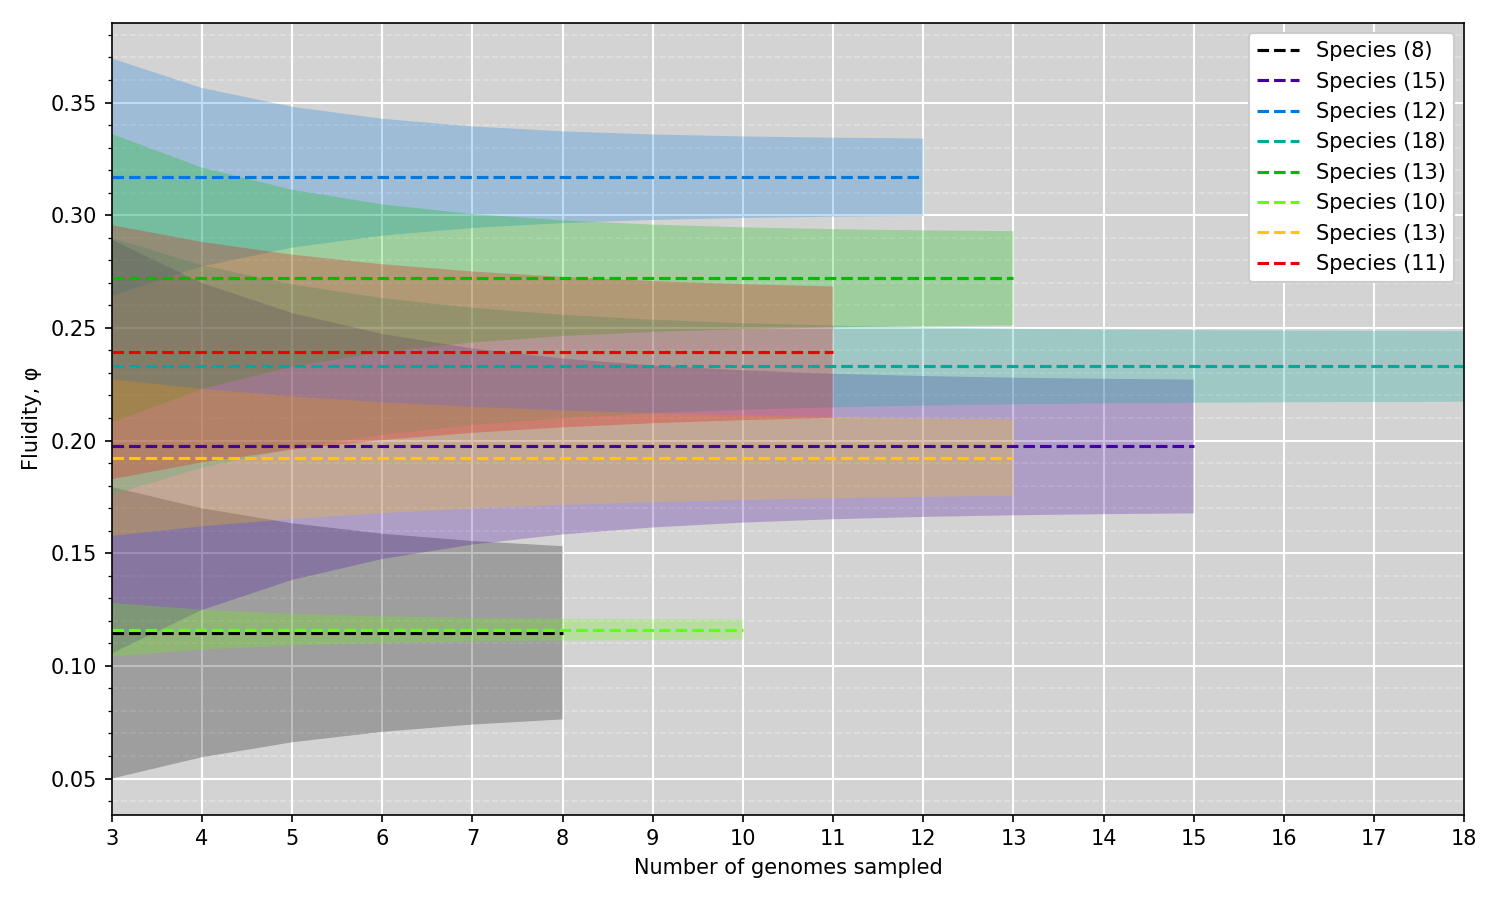 Species (8)
Species (15)
Species (12)
Species (18)
Species (13)
Species (10)
Species (13)
Species (11)
Fluidity, φ
0.35
0.30
0.25
0.20
0.15
0.10
0.05
3 4 5 6 7 8 9 10 11 12 13 14 15 16 17 18
Number of genomes sampled